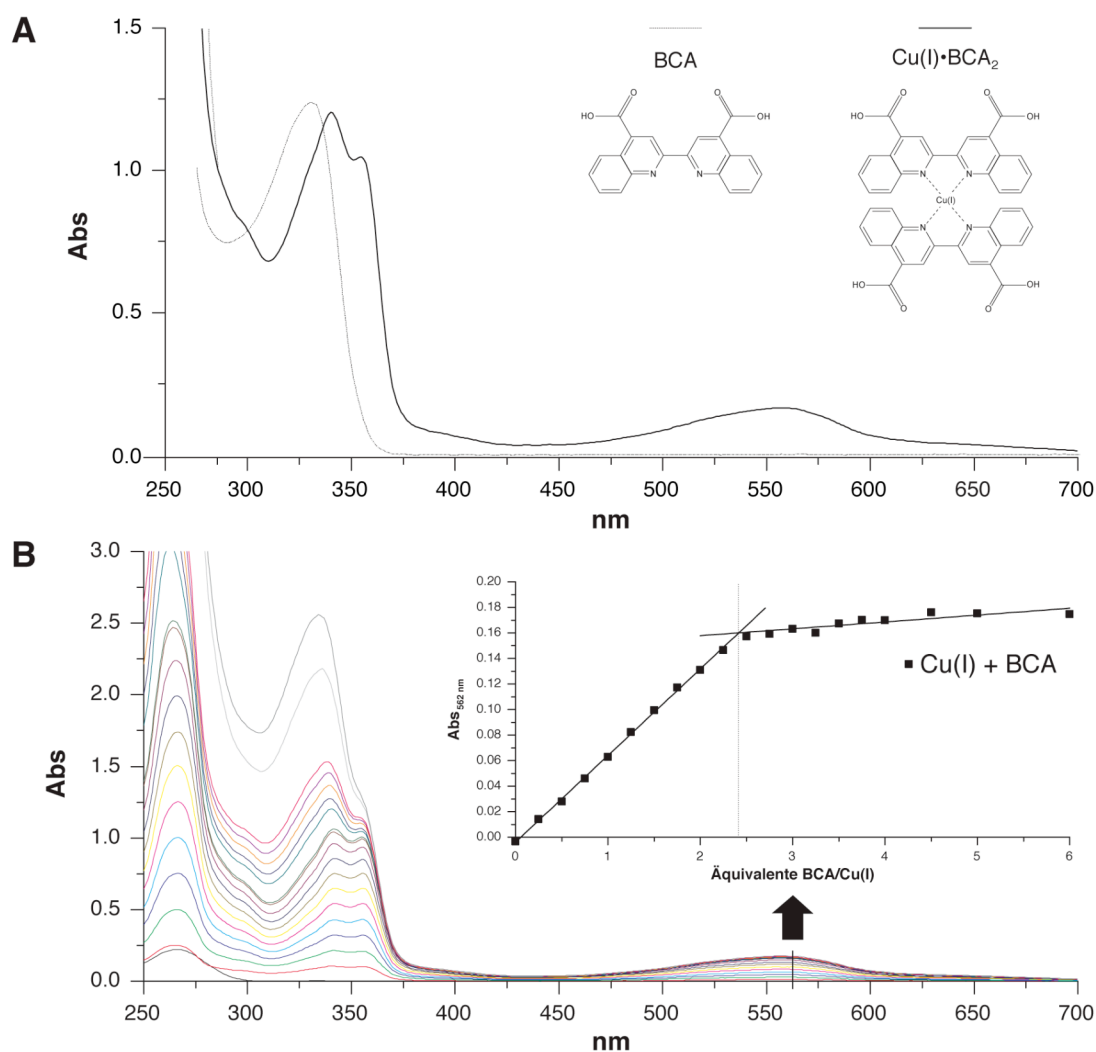 A
BCA
Cu(I)•BCA₂
HO
O
O
OH
N
N
HO
O
O
OH
N
N
Cu(I)
N
N
HO
O
O
OH
Abs
1.5
1.0
0.5
0.0
250
300
350
400
450
500
550
600
650
700
nm
B
Abs
3.0
2.5
2.0
1.5
1.0
0.5
0.0
250
300
350
400
450
500
550
600
650
700
nm
Abs₅₆₂ ₙₘ
0.20
0.18
0.16
0.14
0.12
0.10
0.08
0.06
0.04
0.02
0.00
0
1
2
3
4
5
6
Äquivalente BCA/Cu(I)
Cu(I) + BCA